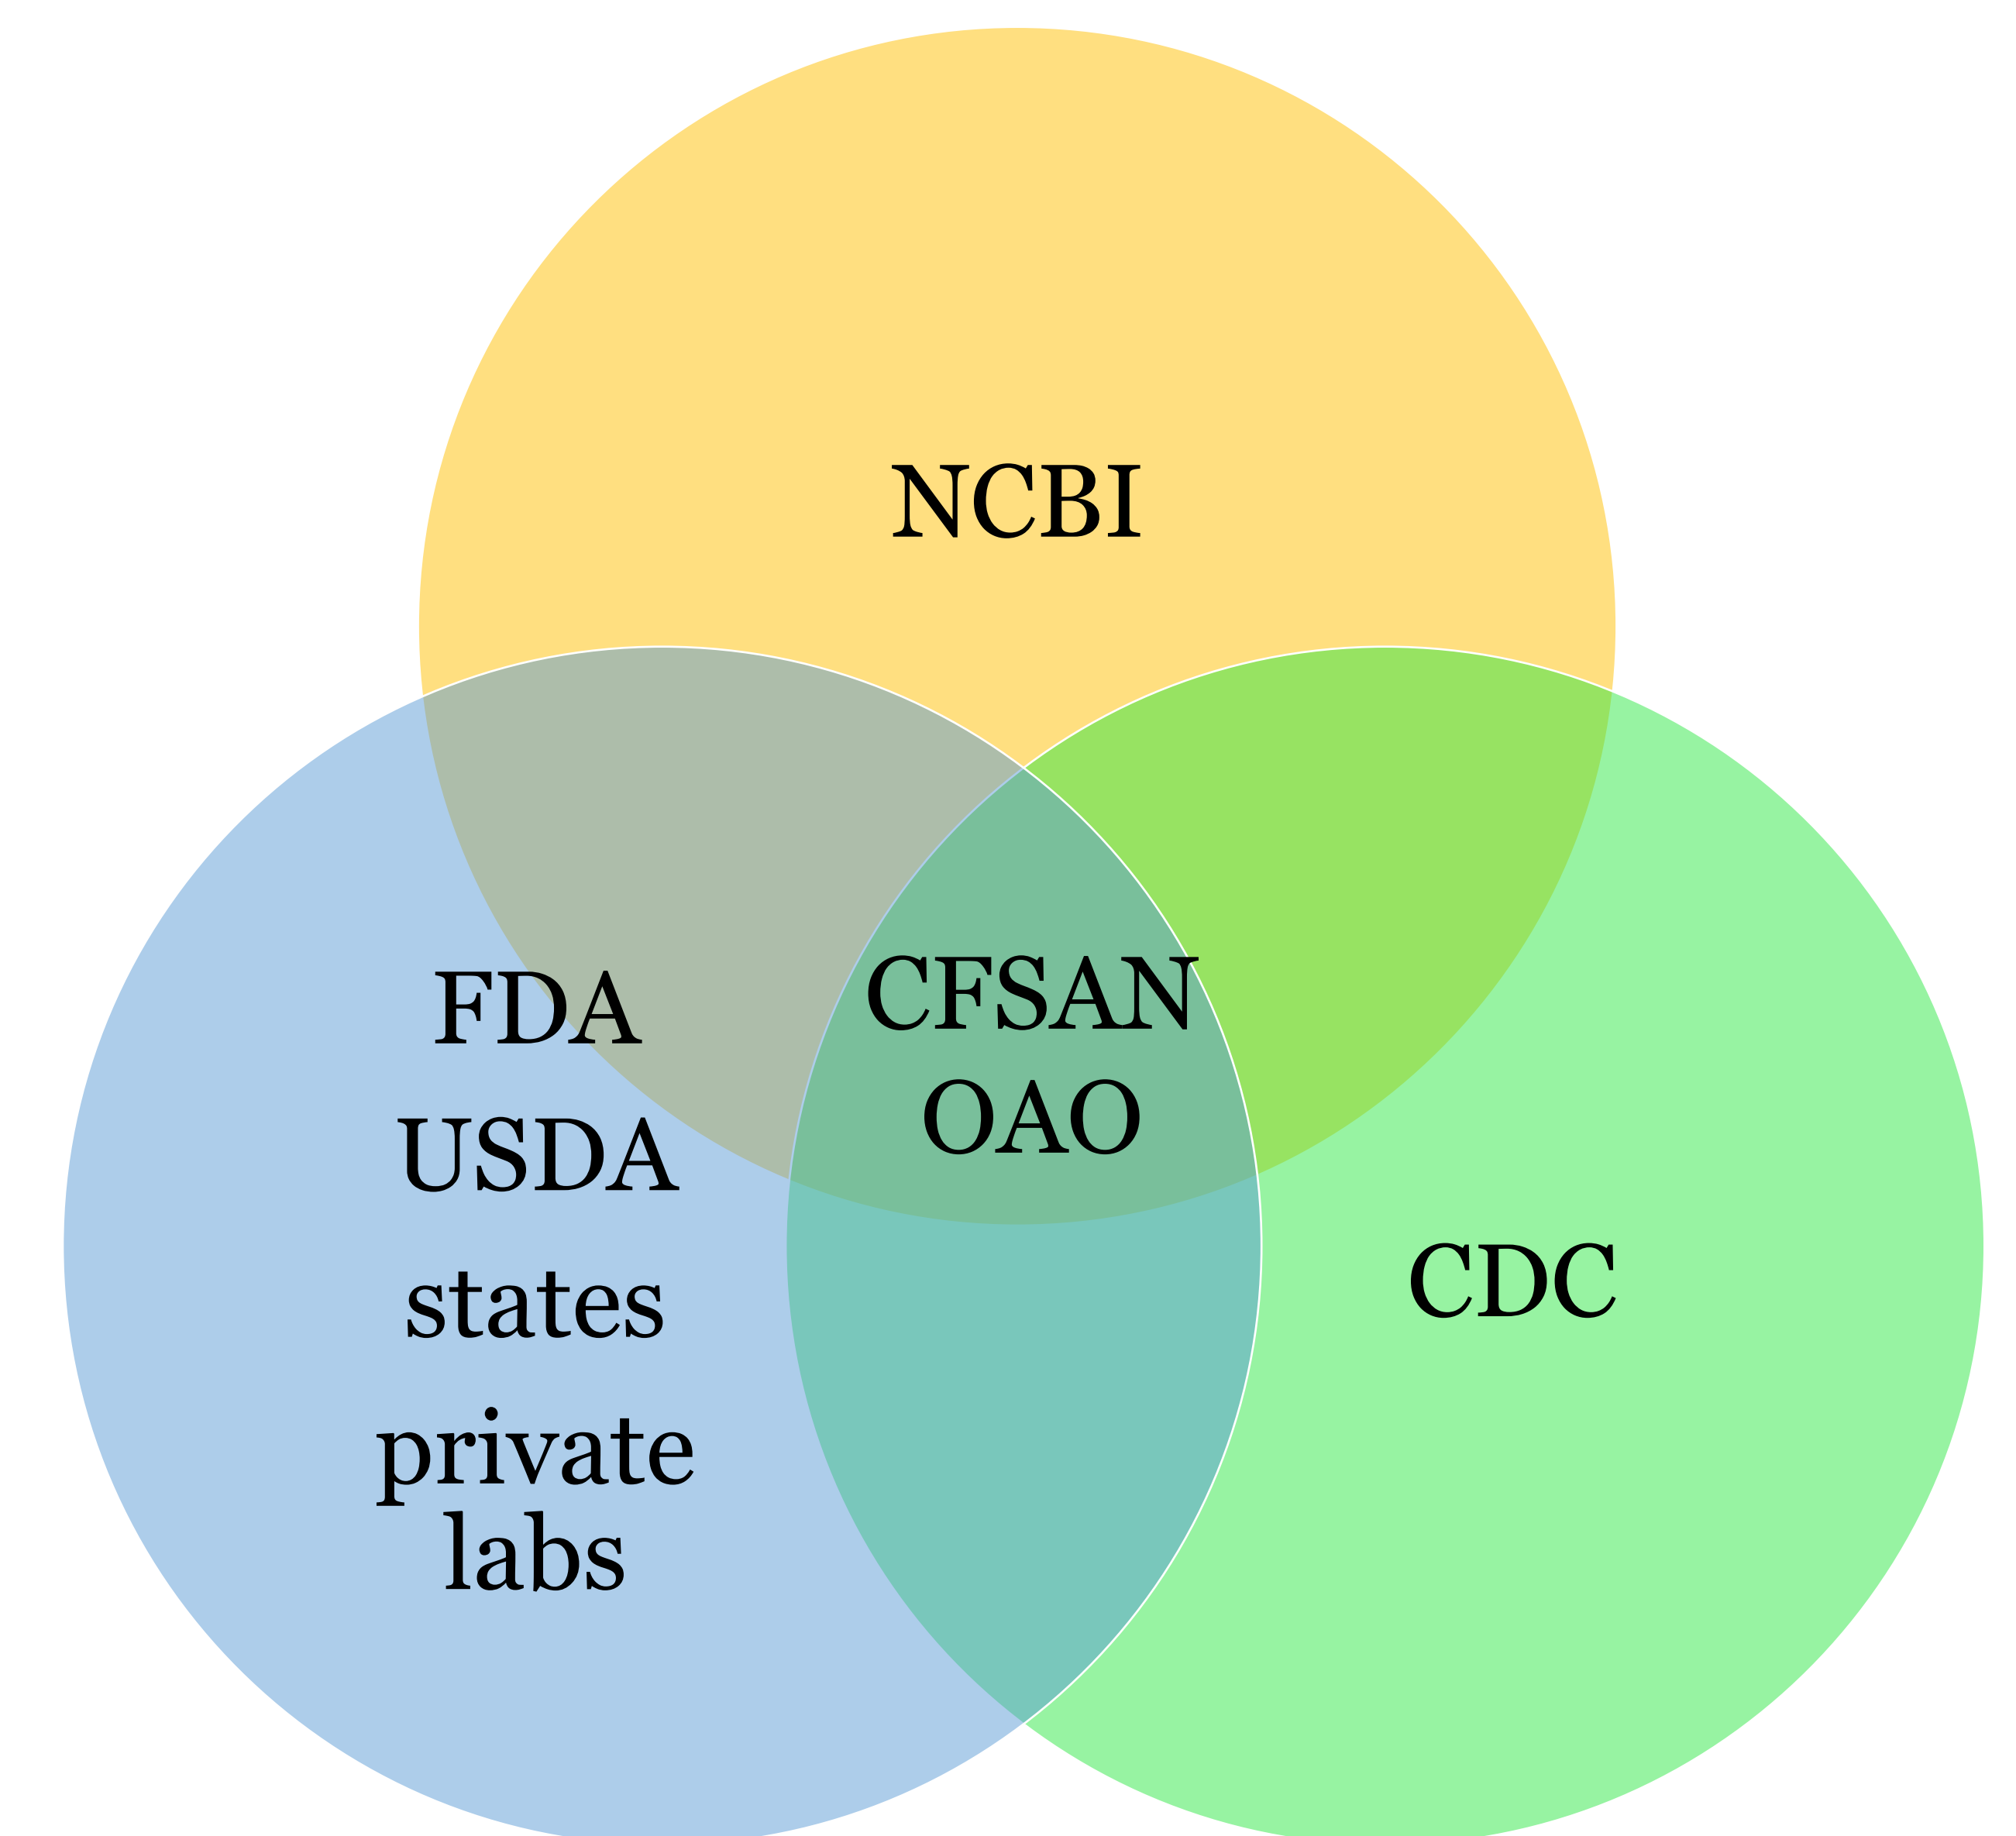 NCBI
FDA
USDA
states
private
labs
CFSAN
OAO
CDC